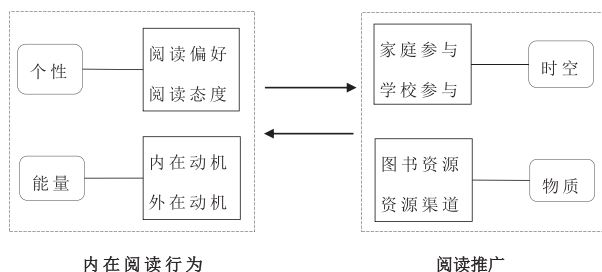 个性
阅读偏好
阅读态度
能量
内在动机
外在动机
内在阅读行为
家庭参与
学校参与
时空
图书资源
资源渠道
物质
阅读推广